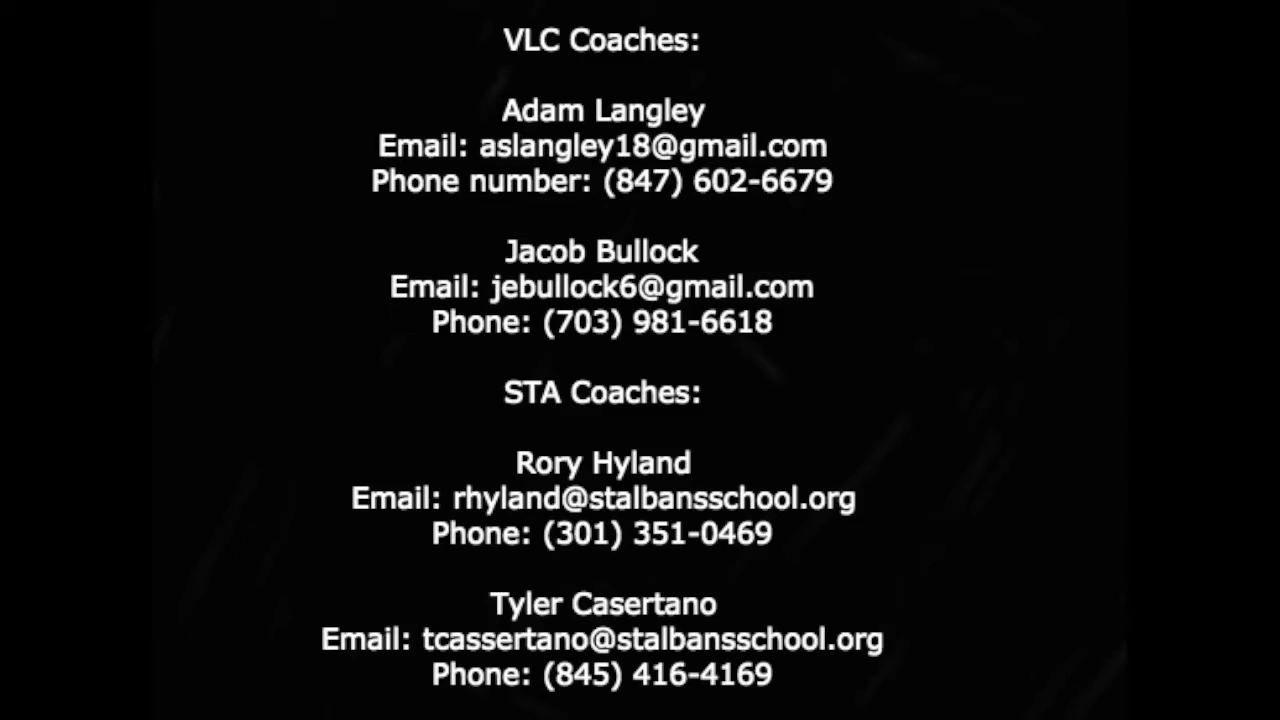 VLC Coaches:
Adam Langley
Email: aslangley18@gmail.com
Phone number: (847) 602-6679
Jacob Bullock
Email: jebullock6@gmail.com
Phone: (703) 981-6618
STA Coaches:
Rory Hyland
Email: rhyland@stalbansschool.org
Phone: (301) 351-0469
Tyler Casertano
Email: tcassertano@stalbansschool.org
Phone: (845) 416-4169